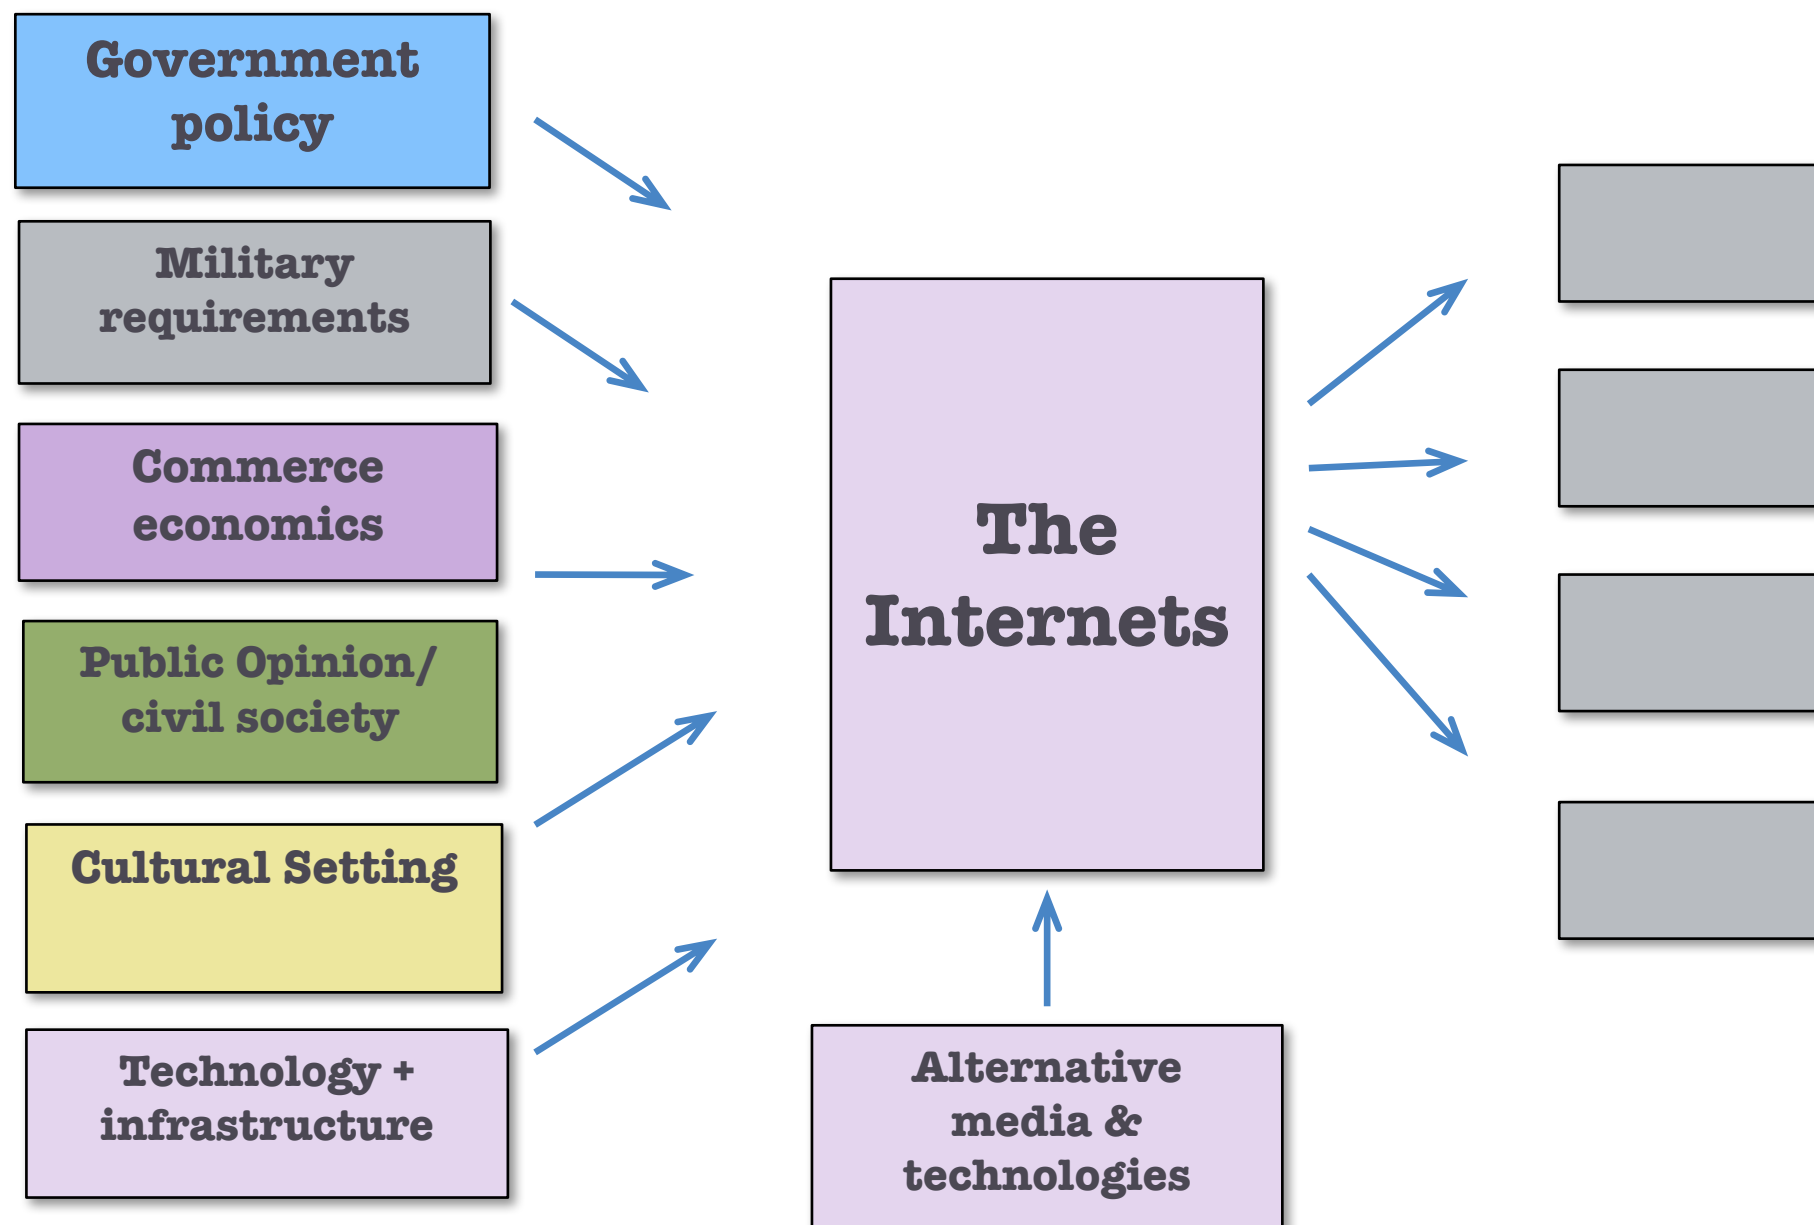 Government
policy
Military
requirements
Commerce
economics
Public Opinion/
civil society
Cultural Setting
Technology +
infrastructure
The
Internets
Alternative
media &
technologies